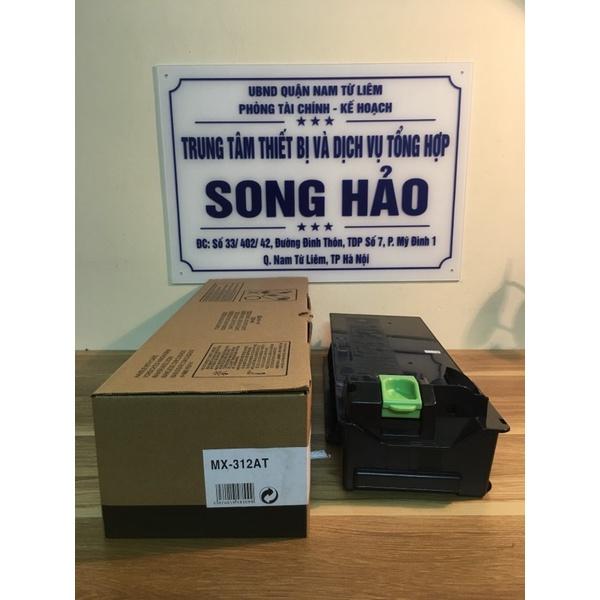 UBND QUẬN NAM TỪ LIÊM
PHÒNG TÀI CHÍNH - KẾ HOẠCH
TRUNG TÂM THIẾT BỊ VÀ DỊCH VỤ TỔNG HỢP
SONG HẢO
ĐC: Số 33/ 402/ 42, Đường Đình Thôn, TDP Số 7, P. Mỹ Đình 1
Q. Nam Từ Liêm, TP Hà Nội
MX-312AT